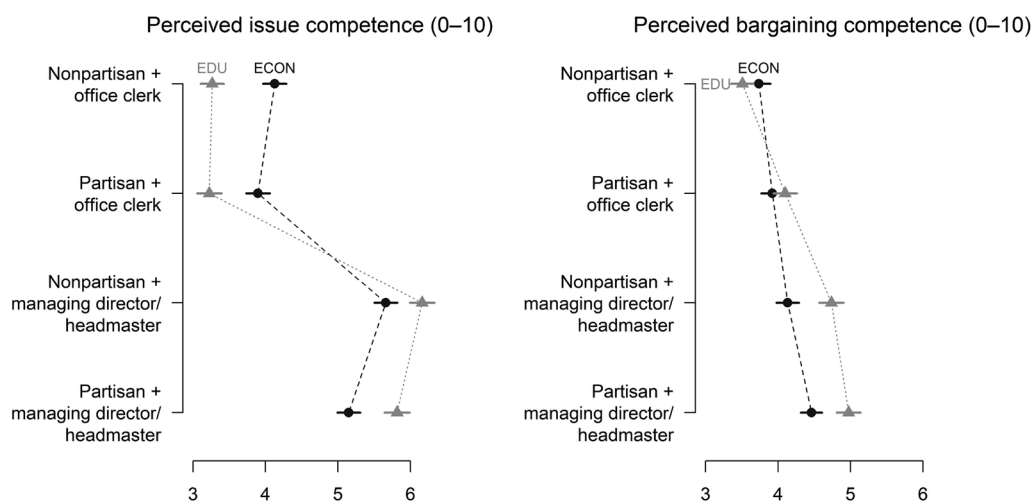 Perceived issue competence (0–10)
EDU
ECON
Nonpartisan +
office clerk
Partisan +
office clerk
Nonpartisan +
managing director/
headmaster
Partisan +
managing director/
headmaster
3 4 5 6
Perceived bargaining competence (0–10)
ECON
EDU
Nonpartisan +
office clerk
Partisan +
office clerk
Nonpartisan +
managing director/
headmaster
Partisan +
managing director/
headmaster
3 4 5 6